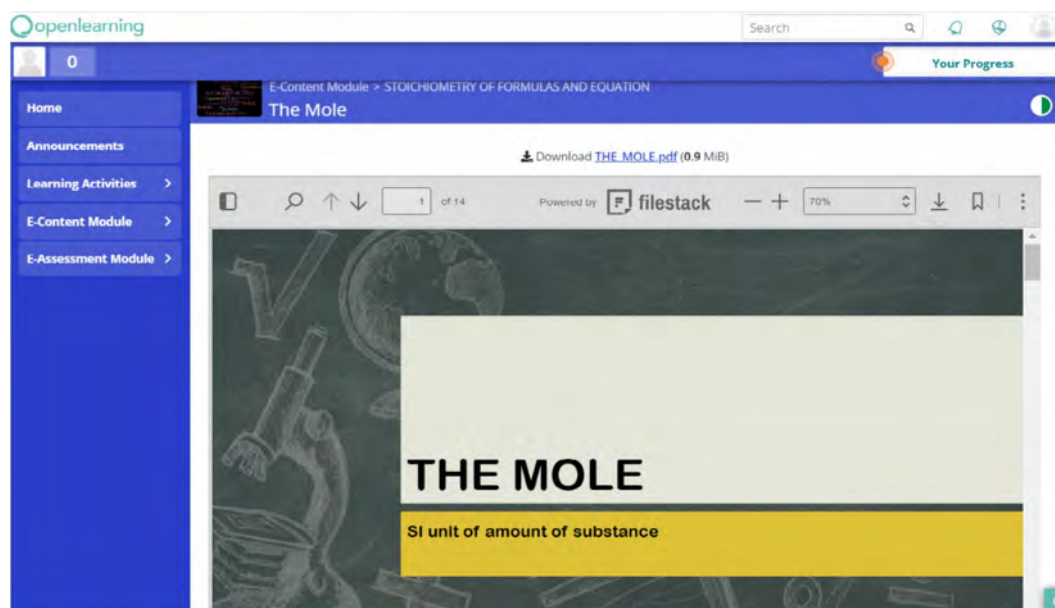 openlearning
Search
0
Your Progress
E-Content Module > STOICHIOMETRY OF FORMULAS AND EQUATION
The Mole
Home
Announcements
Learning Activities
E-Content Module
E-Assessment Module
Download THE MOLE.pdf (0.9 MiB)
1 of 14 Powered by filestack 70%
THE MOLE
SI unit of amount of substance